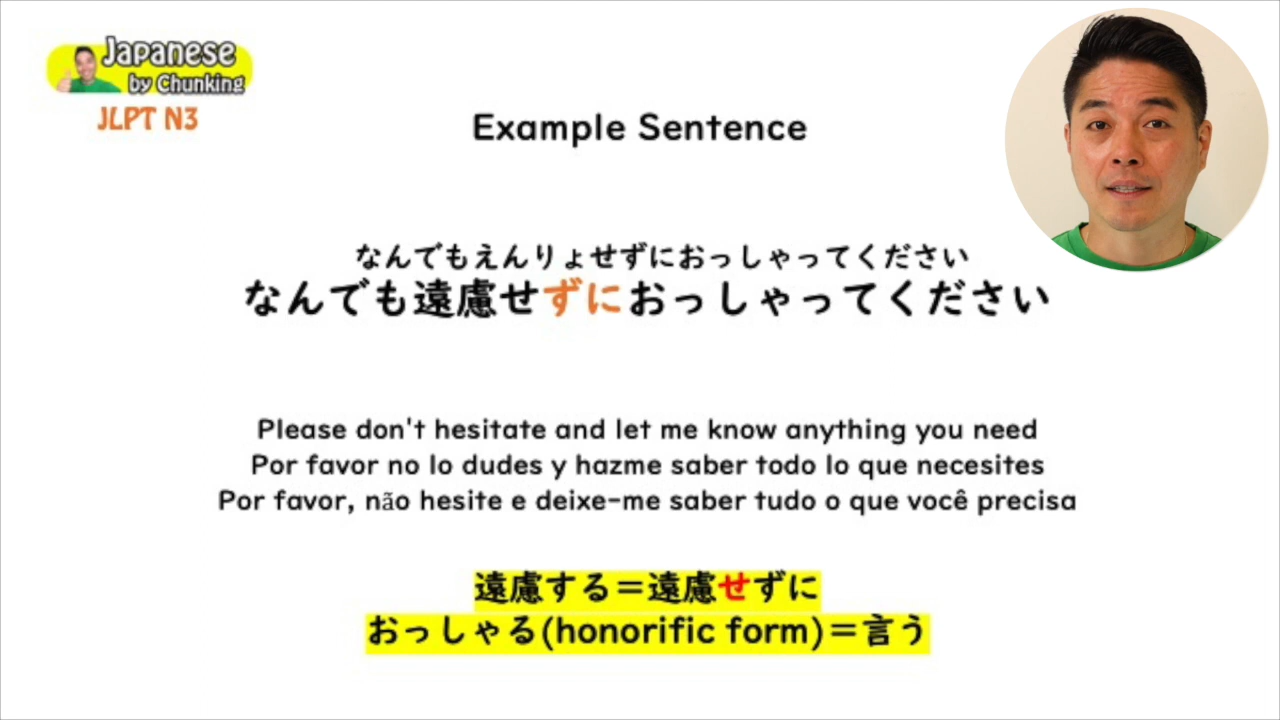 Japanese
by Chunking
JLPT N3
Example Sentence
なんでもえんりょせずにおっしゃってください
なんでも遠慮せずにおっしゃってください
Please don't hesitate and let me know anything you need
Por favor no lo dudes y hazme saber todo lo que necesites
Por favor, não hesite e deixe-me saber tudo o que você precisa
遠慮する＝遠慮せずに
おっしゃる(honorific form)＝言う